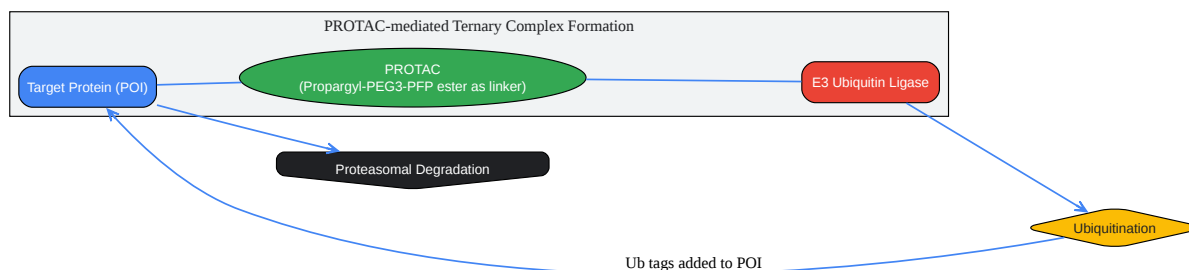 PROTAC-mediated Ternary Complex Formation
Target Protein (POI)
PROTAC
(Propargyl-PEG3-PFP ester as linker)
E3 Ubiquitin Ligase
Proteasomal Degradation
Ubiquitination
Ub tags added to POI